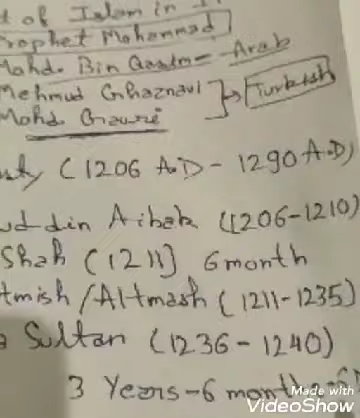 t of Islam in
Prophet Mohammad
Mohd. Bin Qasim - Arab
Mehmud Ghaznavi
Turkish
Mohd Gauri
(1206 A.D - 1290 A.D)
ud din Aibak (1206-1210)
Shah (1211) 6 month
tmish / Altmash (1211-1235)
Sultan (1236 - 1240)
3 Years - 6 months
Made with
VideoShow